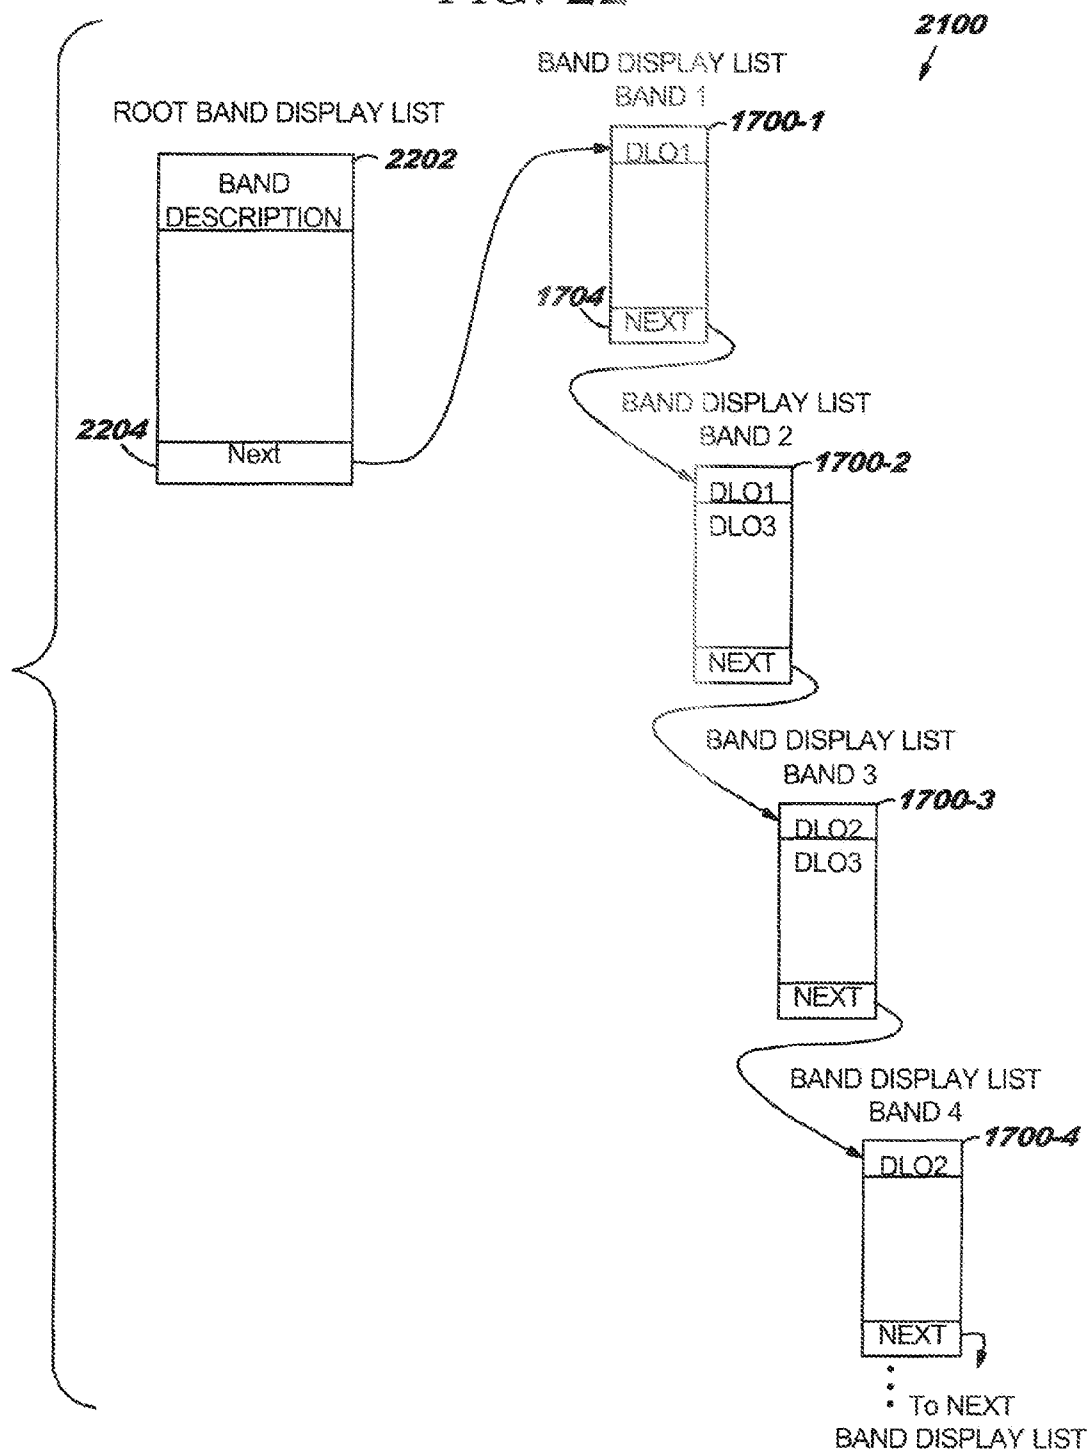 FIG. 22
2100
BAND DISPLAY LIST
BAND 1
ROOT BAND DISPLAY LIST
1700-1
2202
DLO1
BAND
DESCRIPTION
1704
NEXT
BAND DISPLAY LIST
BAND 2
2204
Next
1700-2
DLO1
DLO3
NEXT
BAND DISPLAY LIST
BAND 3
1700-3
DLO2
DLO3
NEXT
BAND DISPLAY LIST
BAND 4
1700-4
DLO2
NEXT
To NEXT
BAND DISPLAY LIST